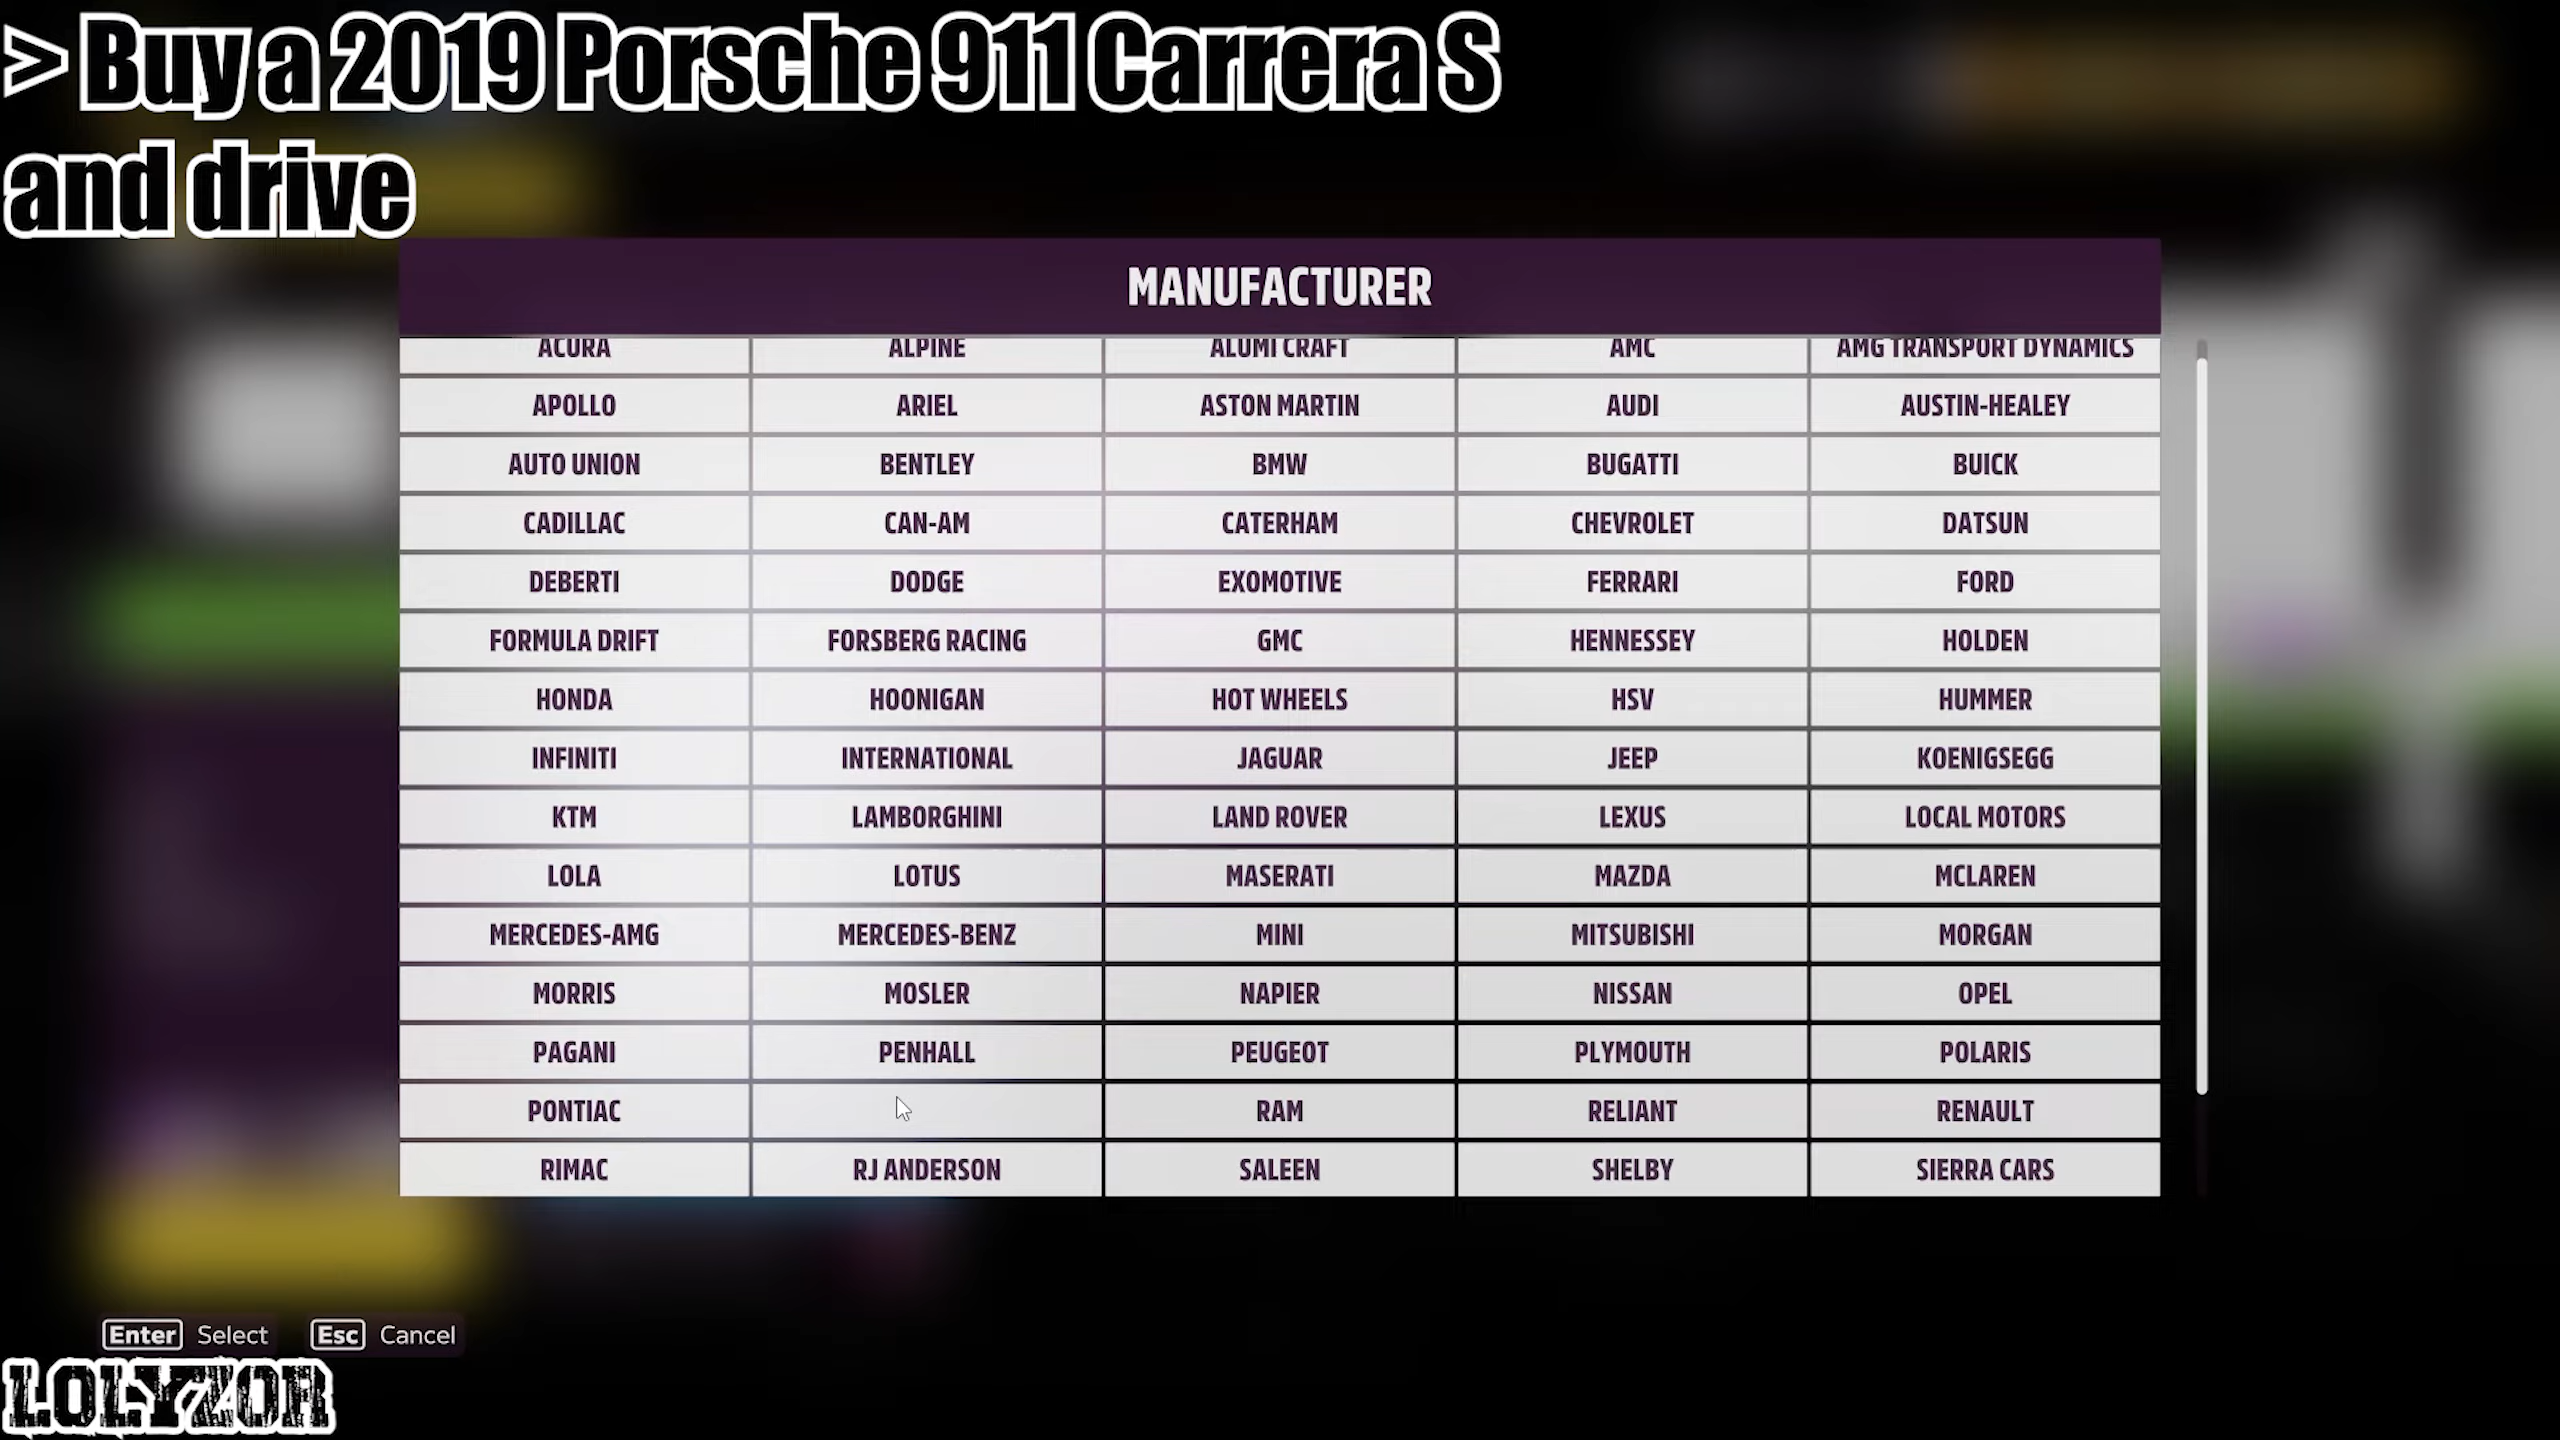 > Buy a 2019 Porsche 911 Carrera S
and drive
MANUFACTURER
ACURA ALPINE ALUMI CRAFT AMC AMG TRANSPORT DYNAMICS
APOLLO ARIEL ASTON MARTIN AUDI AUSTIN-HEALEY
AUTO UNION BENTLEY BMW BUGATTI BUICK
CADILLAC CAN-AM CATERHAM CHEVROLET DATSUN
DEBERTI DODGE EXOMOTIVE FERRARI FORD
FORMULA DRIFT FORSBERG RACING GMC HENNESSEY HOLDEN
HONDA HOONIGAN HOT WHEELS HSV HUMMER
INFINITI INTERNATIONAL JAGUAR JEEP KOENIGSEGG
KTM LAMBORGHINI LAND ROVER LEXUS LOCAL MOTORS
LOLA LOTUS MASERATI MAZDA MCLAREN
MERCEDES-AMG MERCEDES-BENZ MINI MITSUBISHI MORGAN
MORRIS MOSLER NAPIER NISSAN OPEL
PAGANI PENHALL PEUGEOT PLYMOUTH POLARIS
PONTIAC RAM RELIANT RENAULT
RIMAC RJ ANDERSON SALEEN SHELBY SIERRA CARS
Enter Select Esc Cancel
LOLYZOR